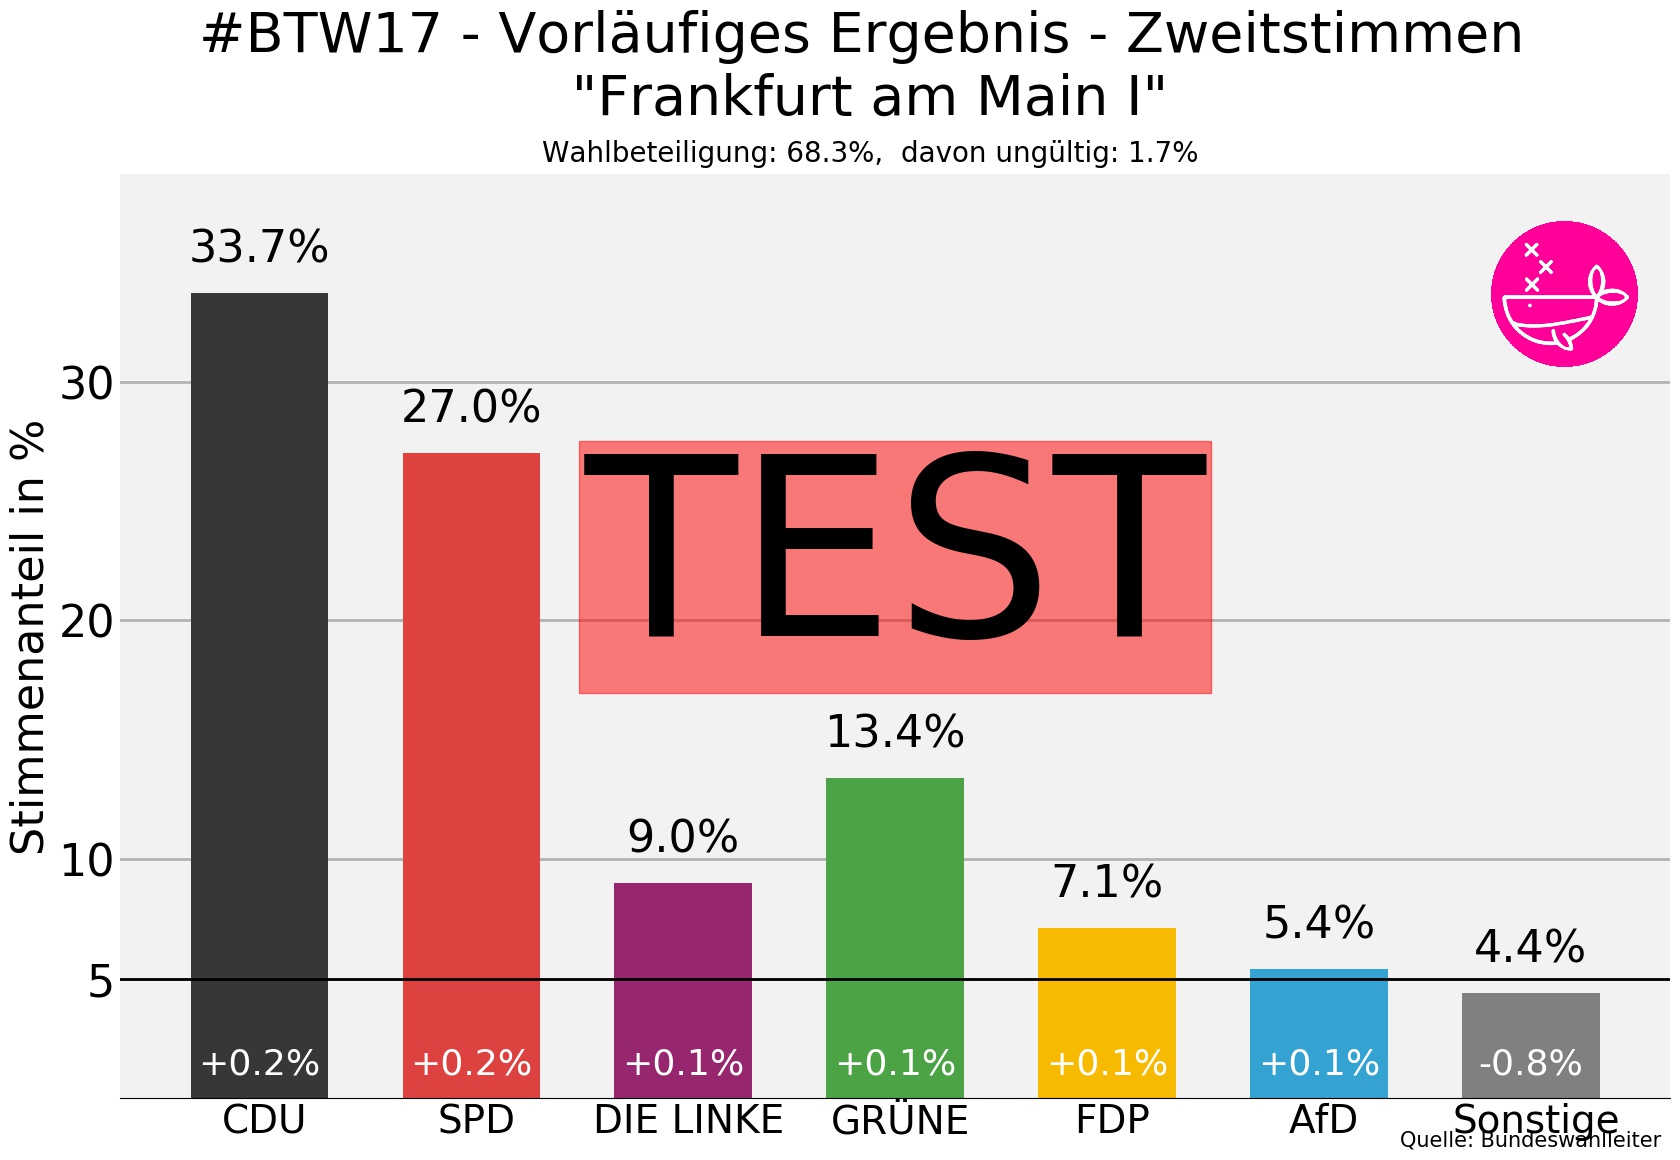 #BTW17 - Vorläufiges Ergebnis - Zweitstimmen
"Frankfurt am Main I"
Wahlbeteiligung: 68.3%,  davon ungültig: 1.7%
Stimmenanteil in %
30
20
10
5
33.7%
27.0%
TEST
9.0%
13.4%
7.1%
5.4%
4.4%
+0.2%
+0.2%
+0.1%
+0.1%
+0.1%
+0.1%
-0.8%
CDU
SPD
DIE LINKE
GRÜNE
FDP
AfD
Sonstige
Quelle: Bundeswahlleiter